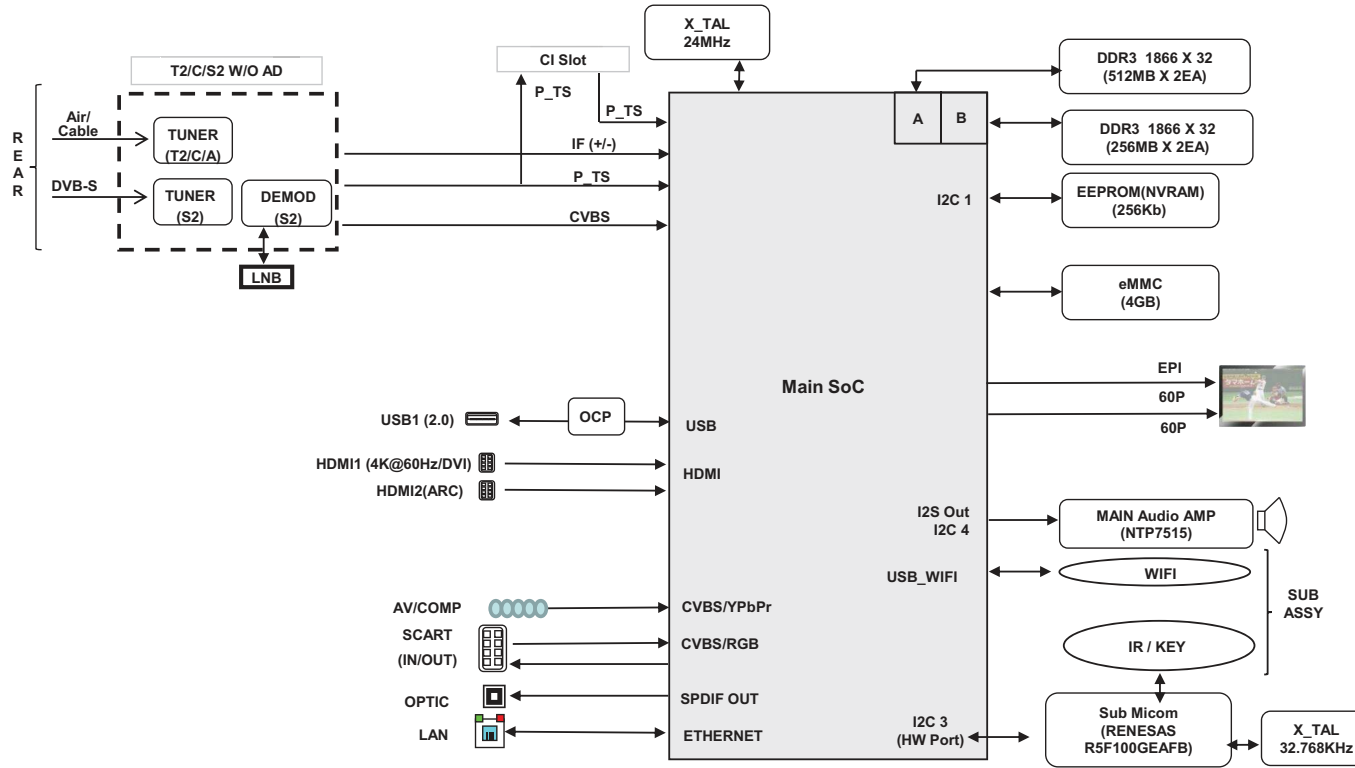 X_TAL
24MHz
CI Slot
T2/C/S2 W/O AD
P_TS
P_TS
R
E
A
R
Air/
Cable
TUNER
(T2/C/A)
IF (+/-)
P_TS
DVB-S
TUNER
(S2)
DEMOD
(S2)
CVBS
LNB
A
B
DDR3 1866 X 32
(512MB X 2EA)
DDR3 1866 X 32
(256MB X 2EA)
I2C 1
EEPROM(NVRAM)
(256Kb)
eMMC
(4GB)
Main SoC
EPI
60P
60P
USB1 (2.0)
OCP
USB
HDMI1 (4K@60Hz/DVI)
HDMI
HDMI2(ARC)
I2S Out
I2C 4
MAIN Audio AMP
(NTP7515)
USB_WIFI
WIFI
SUB
ASSY
IR / KEY
AV/COMP
CVBS/YPbPr
SCART
(IN/OUT)
CVBS/RGB
OPTIC
SPDIF OUT
LAN
ETHERNET
I2C 3
(HW Port)
Sub Micom
(RENESAS
R5F100GEAFB)
X_TAL
32.768KHz